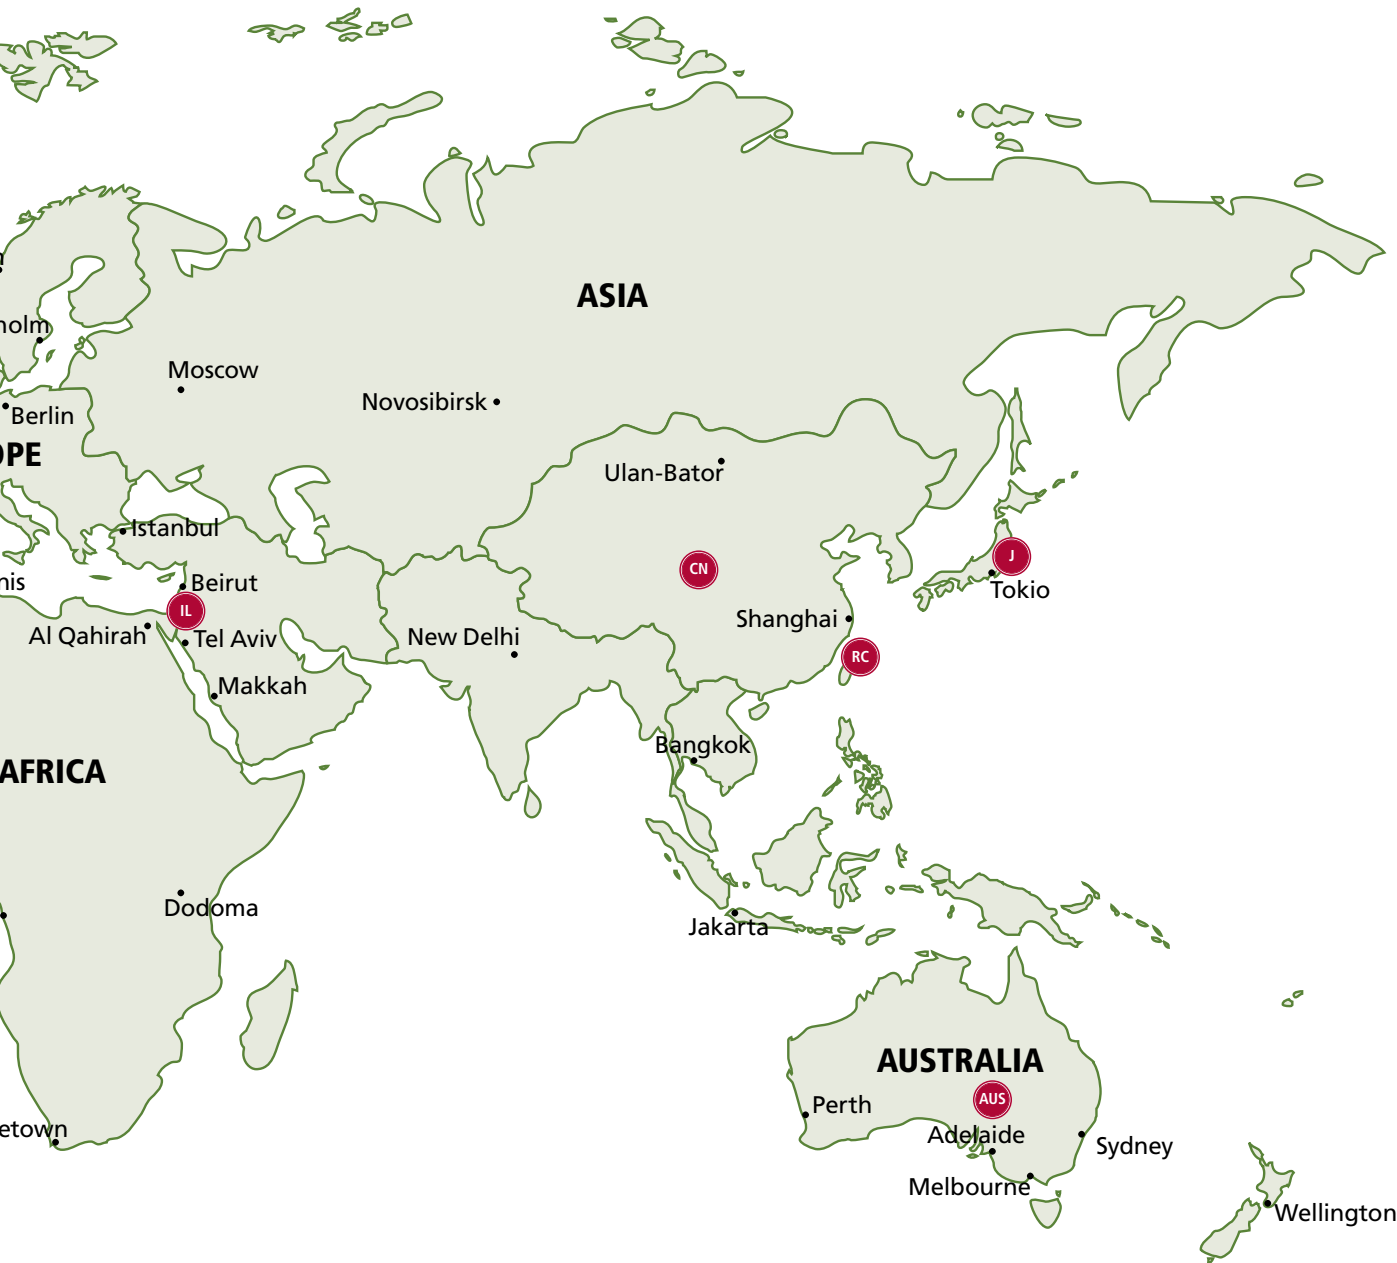 ASIA
holm
Moscow
Novosibirsk
Berlin
OPE
Ulan-Bator
Istanbul
J
CN
nis
Beirut
Tokio
IL
Shanghai
Al Qahirah
Tel Aviv
New Delhi
RC
Makkah
Bangkok
AFRICA
Dodoma
Jakarta
AUSTRALIA
AUS
Perth
etown
Adelaide
Sydney
Melbourne
Wellington